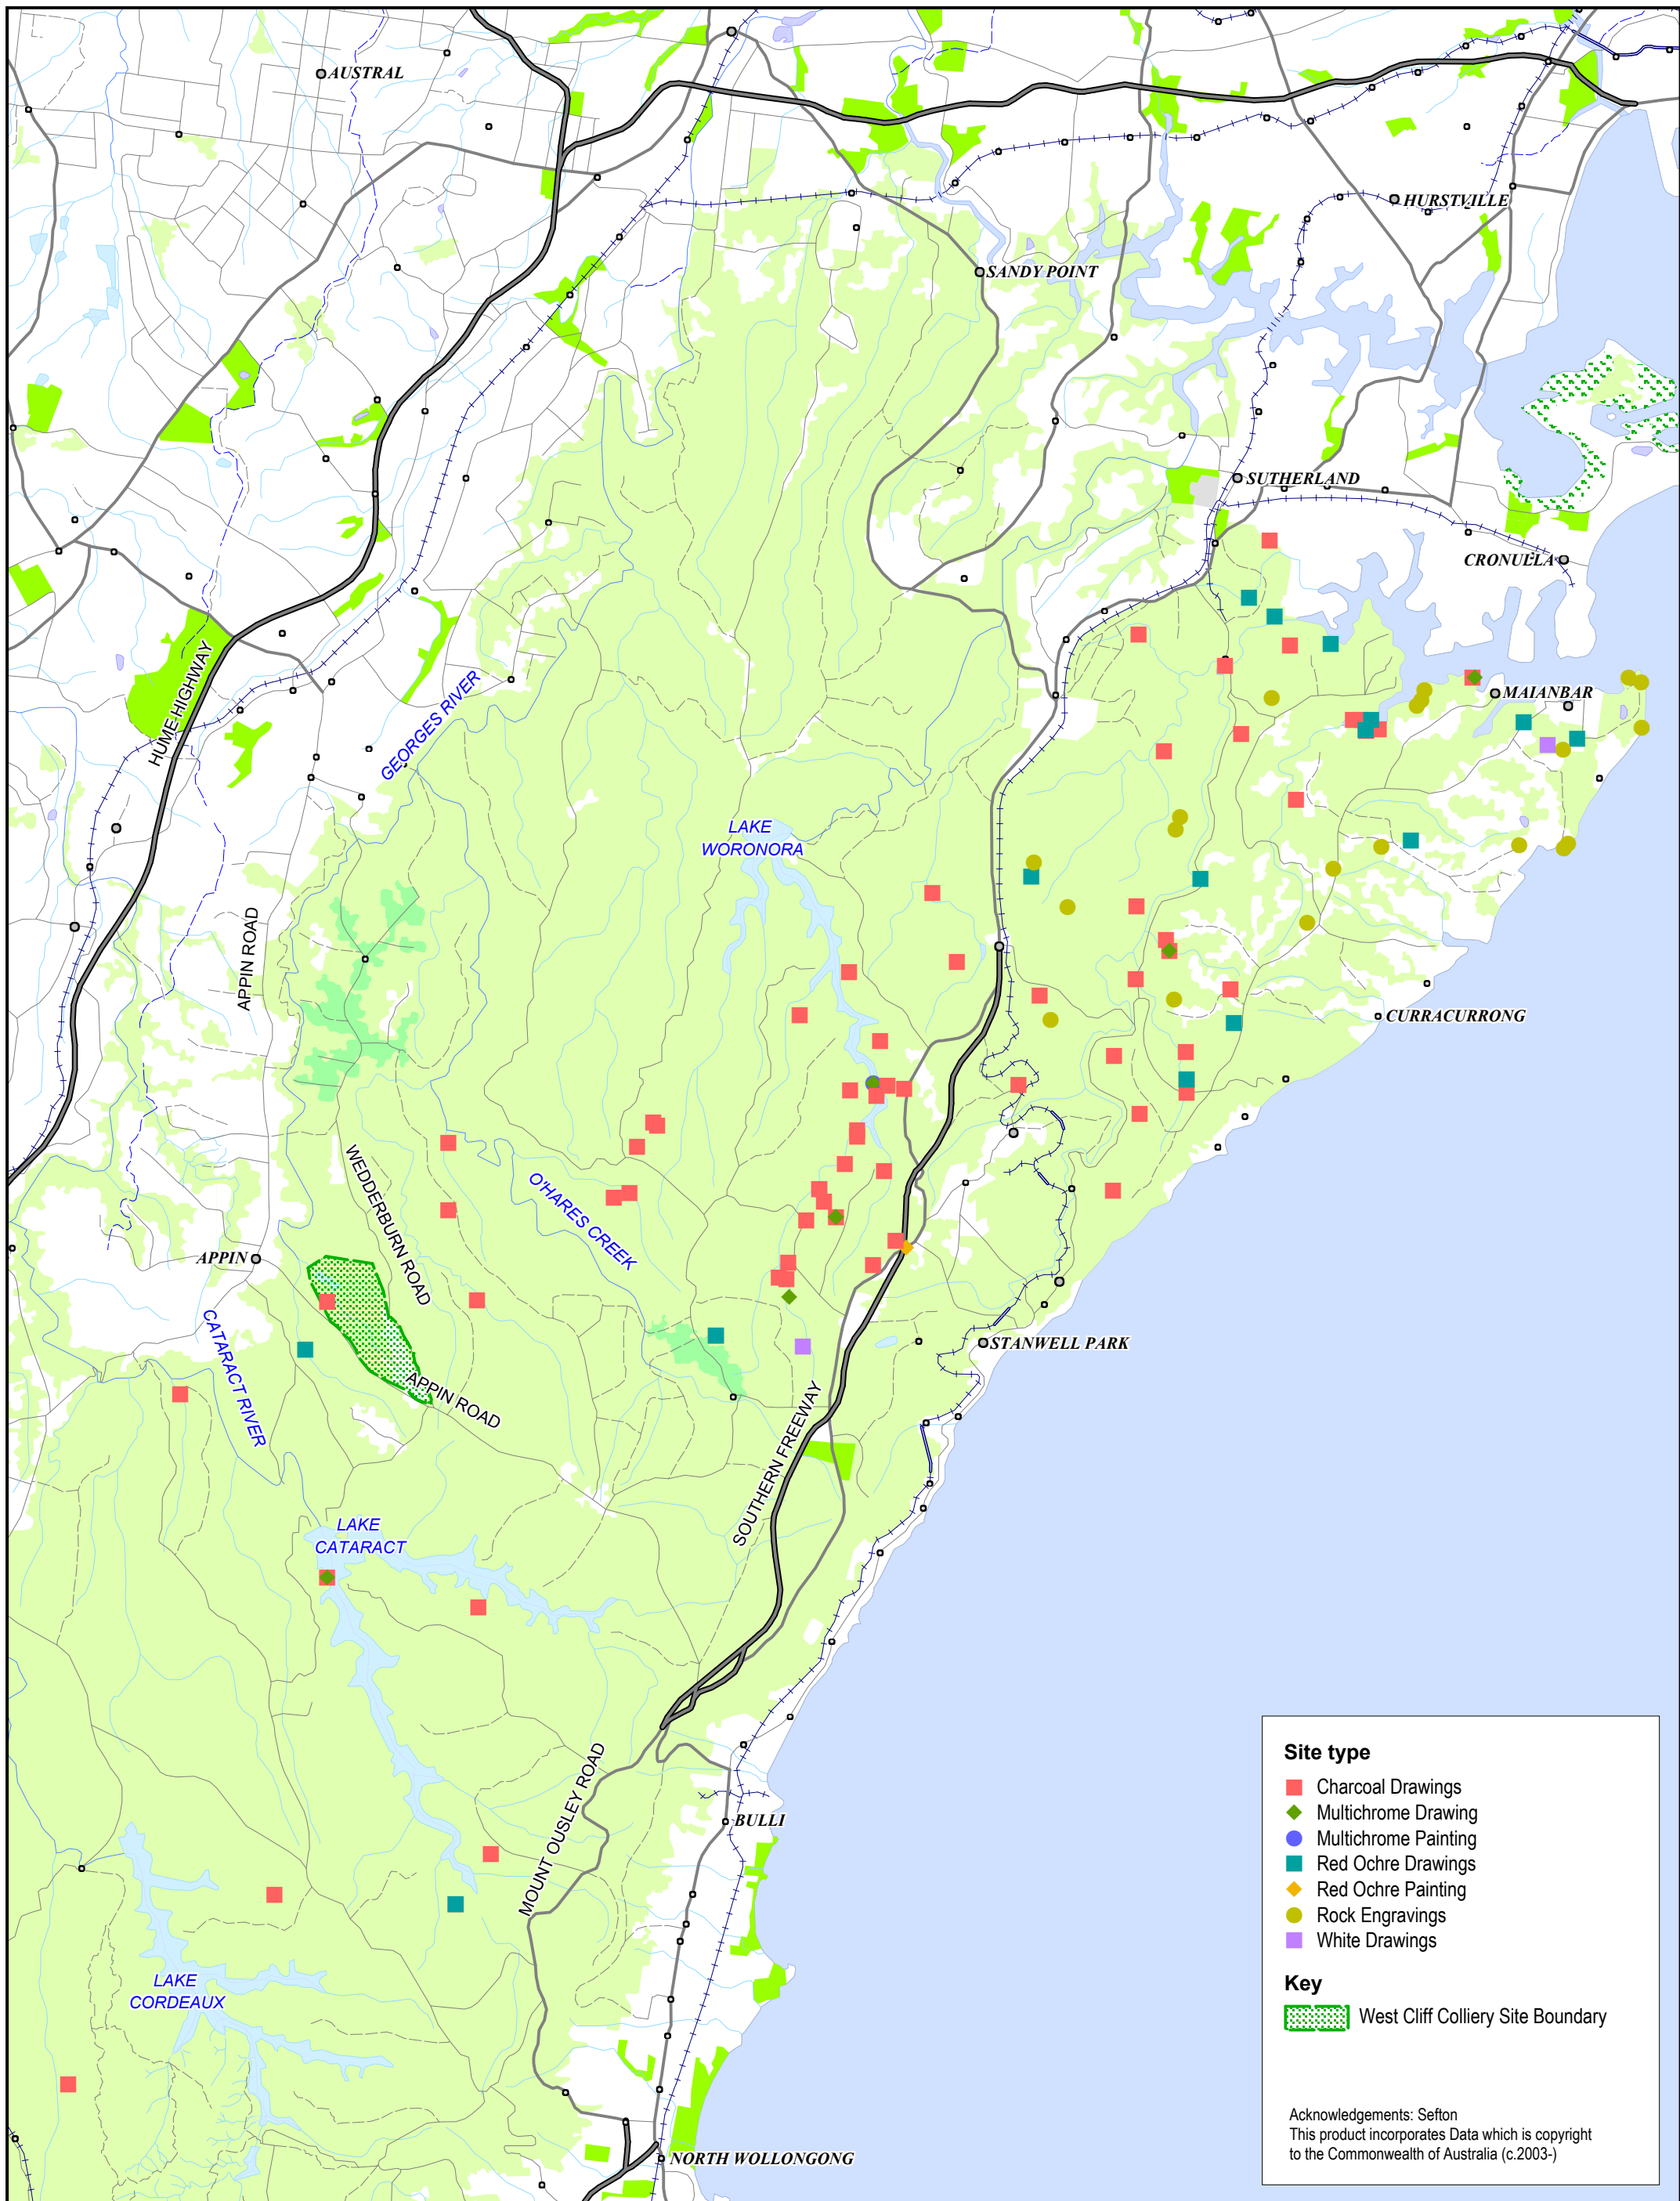 AUSTRAL
HURSTVILLE
SANDY POINT
SUTHERLAND
CRONULLA
HUME HIGHWAY
GEORGES RIVER
MAIANBAR
LAKE
WORONORA
APPIN ROAD
CURRACURRONG
WEDDERBURN ROAD
O'HARES CREEK
APPIN
CATARACT RIVER
STANWELL PARK
APPIN ROAD
SOUTHERN FREEWAY
LAKE
CATARACT
MOUNT OUSLEY ROAD
BULLI
LAKE
CORDEAUX
NORTH WOLLONGONG
Site type
Charcoal Drawings
Multichrome Drawing
Multichrome Painting
Red Ochre Drawings
Red Ochre Painting
Rock Engravings
White Drawings
Key
West Cliff Colliery Site Boundary
Acknowledgements: Sefton
This product incorporates Data which is copyright
to the Commonwealth of Australia (c.2003-)